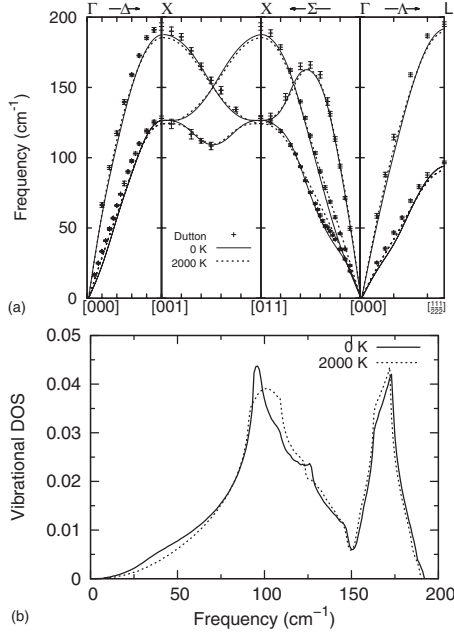 Γ → Δ X X ← Σ Γ → Λ L
200
150
100
50
0
Frequency (cm⁻¹)
Dutton
0 K
2000 K
(a)
[000] [001] [011] [000] [½½½]
0.05
0.04
0.03
0.02
0.01
0
Vibrational DOS
0 K
2000 K
0 50 100 150 200
(b)
Frequency (cm⁻¹)